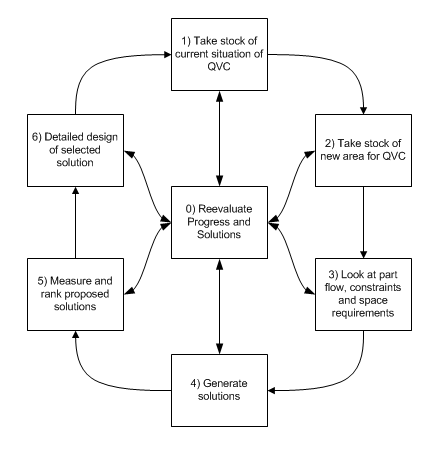 1) Take stock of
current situation of
QVC
6) Detailed design
of selected
solution
2) Take stock of
new area for QVC
0) Reevaluate
Progress and
Solutions
5) Measure and
rank proposed
solutions
3) Look at part
flow, constraints
and space
requirements
4) Generate
solutions